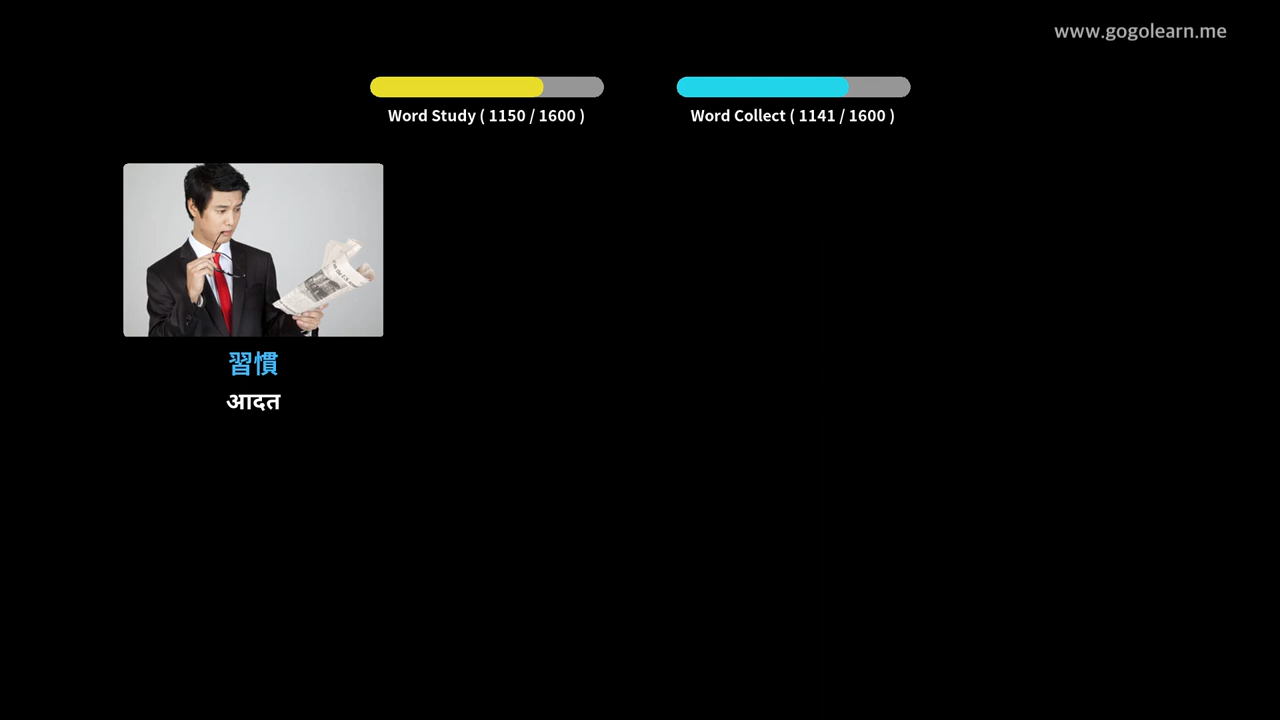 www.gogolearn.me
Word Study ( 1150 / 1600 )
Word Collect ( 1141 / 1600 )
習慣
आदत